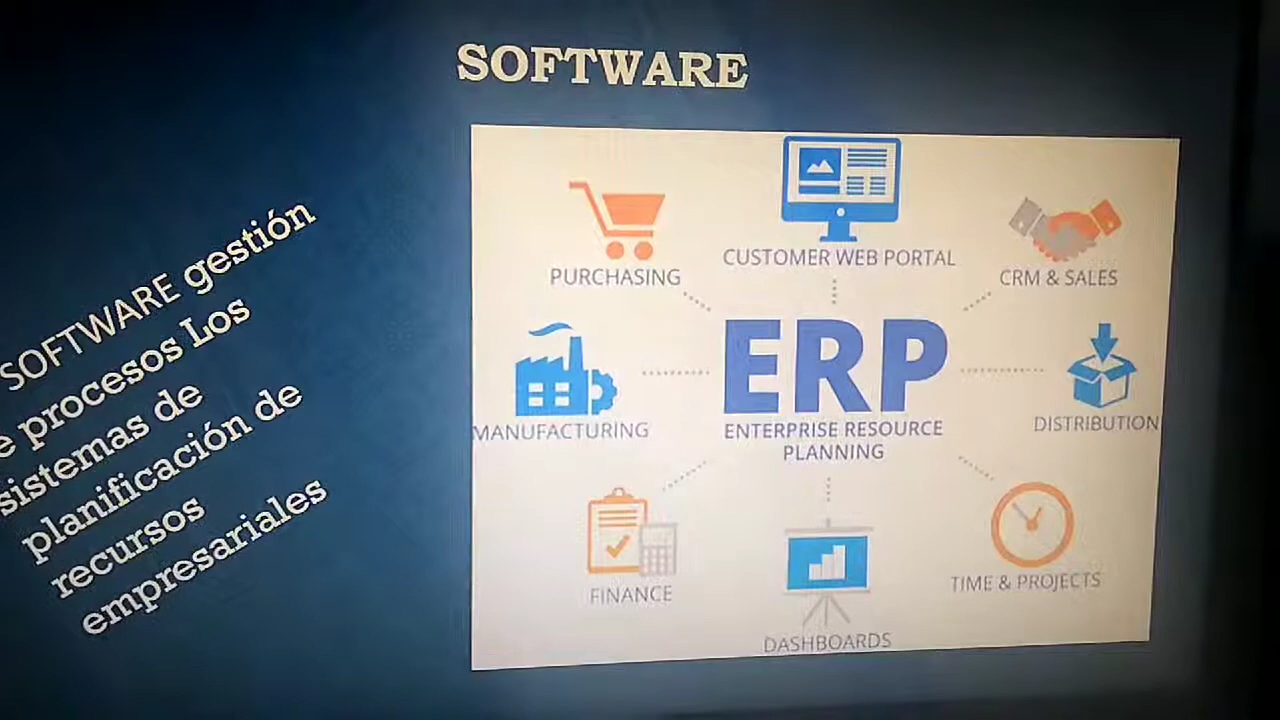 SOFTWARE
SOFTWARE gestión
e procesos Los
sistemas de
planificación de
recursos
empresariales
CUSTOMER WEB PORTAL
PURCHASING
CRM & SALES
ERP
ENTERPRISE RESOURCE
PLANNING
MANUFACTURING
DISTRIBUTION
FINANCE
TIME & PROJECTS
DASHBOARDS